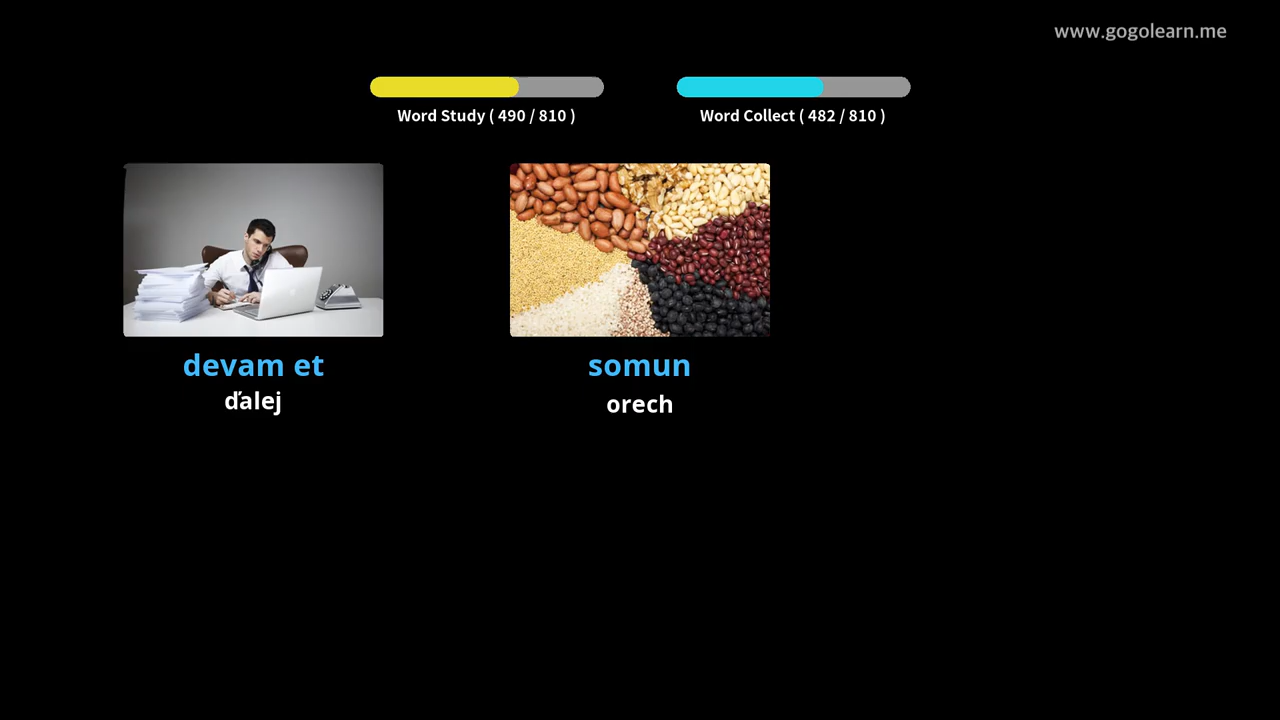 www.gogolearn.me
Word Study ( 490 / 810 )
Word Collect ( 482 / 810 )
devam et
ďalej
somun
orech